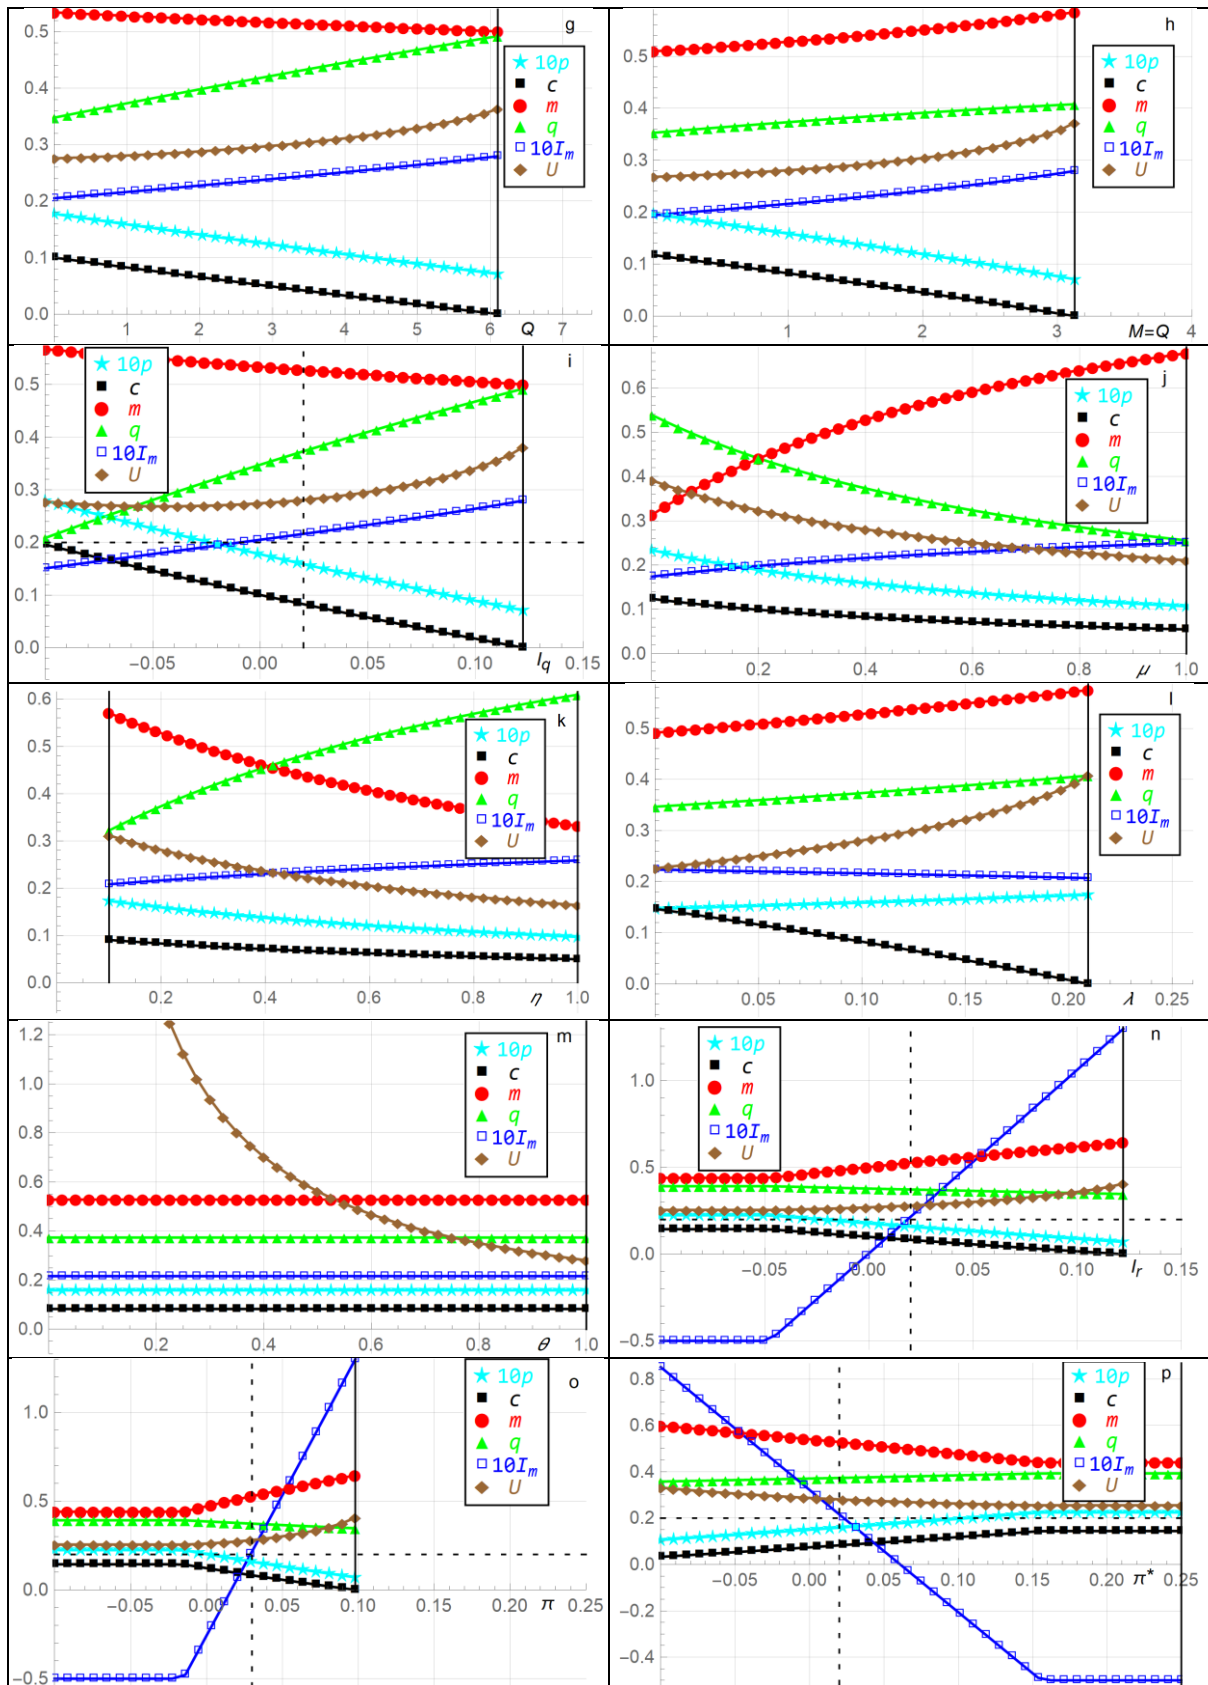 g
0.5
0.4
0.3
0.2
0.1
0.0
10p
c
m
q
10I_m
U
1 2 3 4 5 6 Q 7
h
0.5
0.4
0.3
0.2
0.1
0.0
10p
c
m
q
10I_m
U
1 2 3 M=Q 4
i
0.5
0.4
0.3
0.2
0.1
0.0
10p
c
m
q
10I_m
U
−0.05 0.00 0.05 0.10 I_q 0.15
j
0.6
0.5
0.4
0.3
0.2
0.1
0.0
10p
c
m
q
10I_m
U
0.2 0.4 0.6 0.8 μ 1.0
k
0.6
0.5
0.4
0.3
0.2
0.1
0.0
10p
c
m
q
10I_m
U
0.2 0.4 0.6 0.8 η 1.0
l
0.5
0.4
0.3
0.2
0.1
0.0
10p
c
m
q
10I_m
U
0.05 0.10 0.15 0.20 λ 0.25
m
1.2
1.0
0.8
0.6
0.4
0.2
0.0
10p
c
m
q
10I_m
U
0.2 0.4 0.6 0.8 θ 1.0
n
1.0
0.5
0.0
−0.5
10p
c
m
q
10I_m
U
−0.05 0.00 0.05 0.10 I_r 0.15
o
1.0
0.5
0.0
−0.5
10p
c
m
q
10I_m
U
−0.05 0.00 0.05 0.10 0.15 π 0.25
p
0.8
0.6
0.4
0.2
0.0
−0.2
−0.4
10p
c
m
q
10I_m
U
−0.05 0.00 0.05 0.10 0.15 0.20 π* 0.25